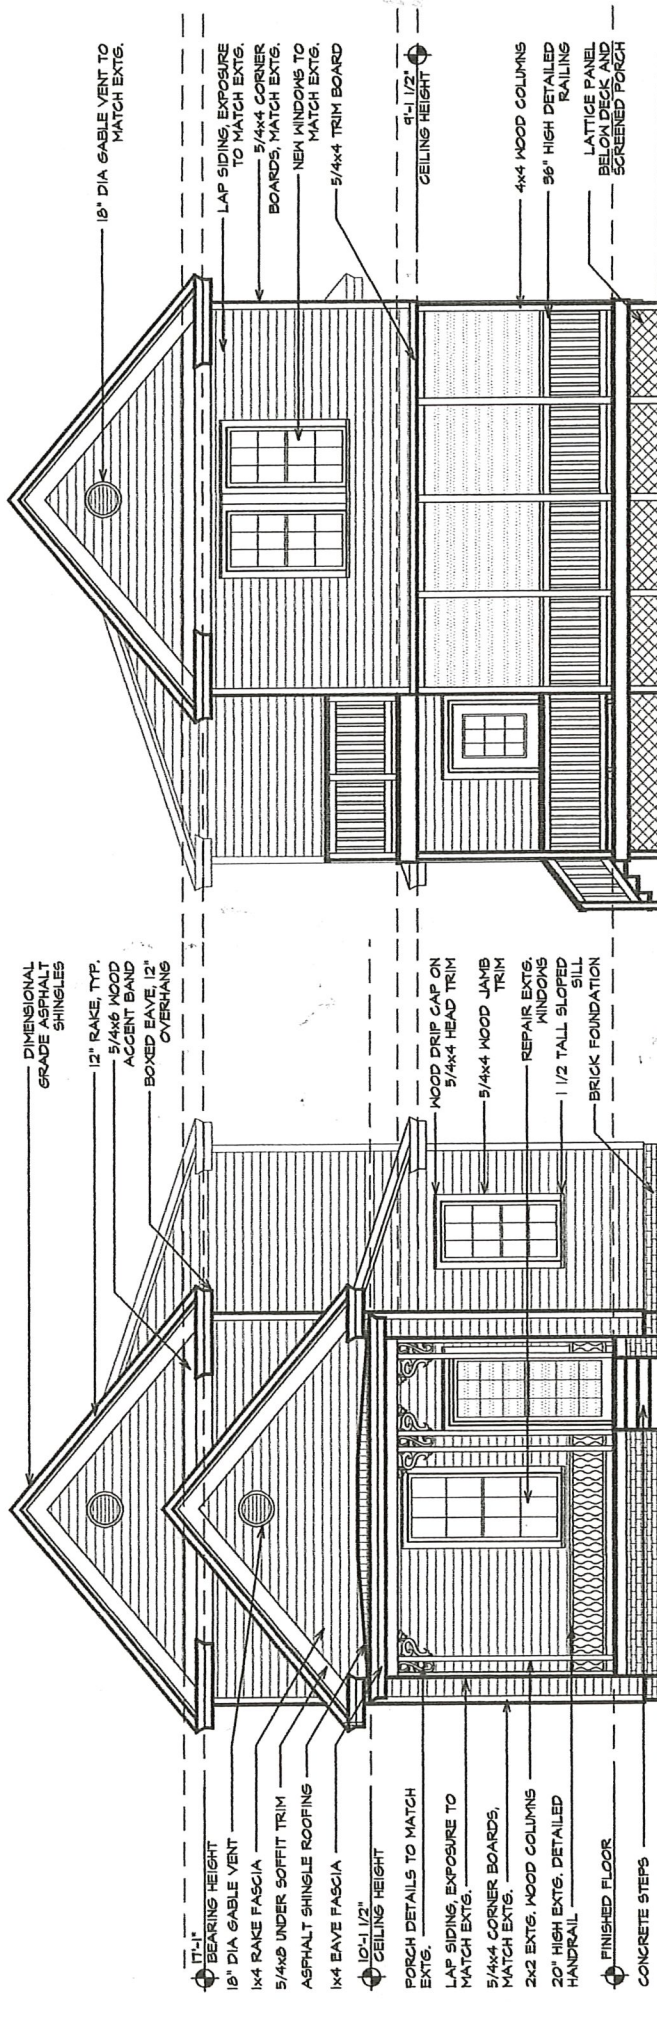 DIMENSIONAL
GRADE ASPHALT
SHINGLES
12" RAKE, TYP.
5/4x6 WOOD
ACCENT BAND
BOXED EAVE, 12"
OVERHANG
WOOD DRIP CAP ON
5/4x4 HEAD TRIM
5/4x4 WOOD JAMB
TRIM
REPAIR EXTG.
WINDOWS
1 1/2 TALL SLOPED
SILL
BRICK FOUNDATION
17'-1"
BEARING HEIGHT
18" DIA GABLE VENT
1x4 RAKE FASCIA
5/4x8 UNDER SOFFIT TRIM
ASPHALT SHINGLE ROOFING
1x4 EAVE FASCIA
10'-1 1/2"
CEILING HEIGHT
PORCH DETAILS TO MATCH
EXTG.
LAP SIDING, EXPOSURE TO
MATCH EXTG.
5/4x4 CORNER BOARDS,
MATCH EXTG.
2x2 EXTG. WOOD COLUMNS
20" HIGH EXTG. DETAILED
HANDRAIL
FINISHED FLOOR
CONCRETE STEPS
18" DIA GABLE VENT TO
MATCH EXTG.
LAP SIDING, EXPOSURE
TO MATCH EXTG.
5/4x4 CORNER
BOARDS, MATCH EXTG.
NEW WINDOWS TO
MATCH EXTG.
5/4x4 TRIM BOARD
9'-1 1/2"
CEILING HEIGHT
4x4 WOOD COLUMNS
36" HIGH DETAILED
RAILING
LATTICE PANEL
BELOW DECK AND
SCREENED PORCH